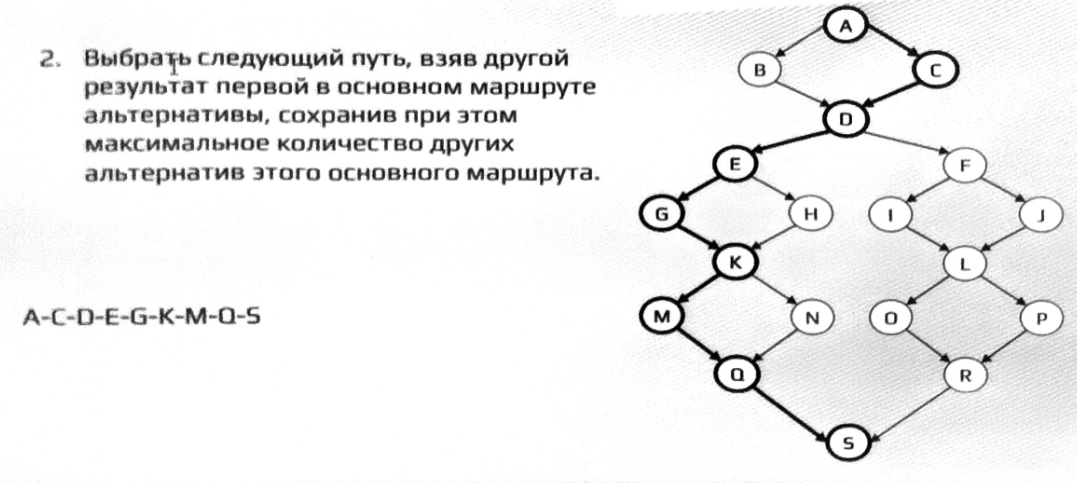 2. Выбрать следующий путь, взяв другой
результат первой в основном маршруте
альтернативы, сохранив при этом
максимальное количество других
альтернатив этого основного маршрута.
A-C-D-E-G-K-M-Q-S
A
B
C
D
E
F
G
H
I
J
K
L
M
N
O
P
Q
R
S